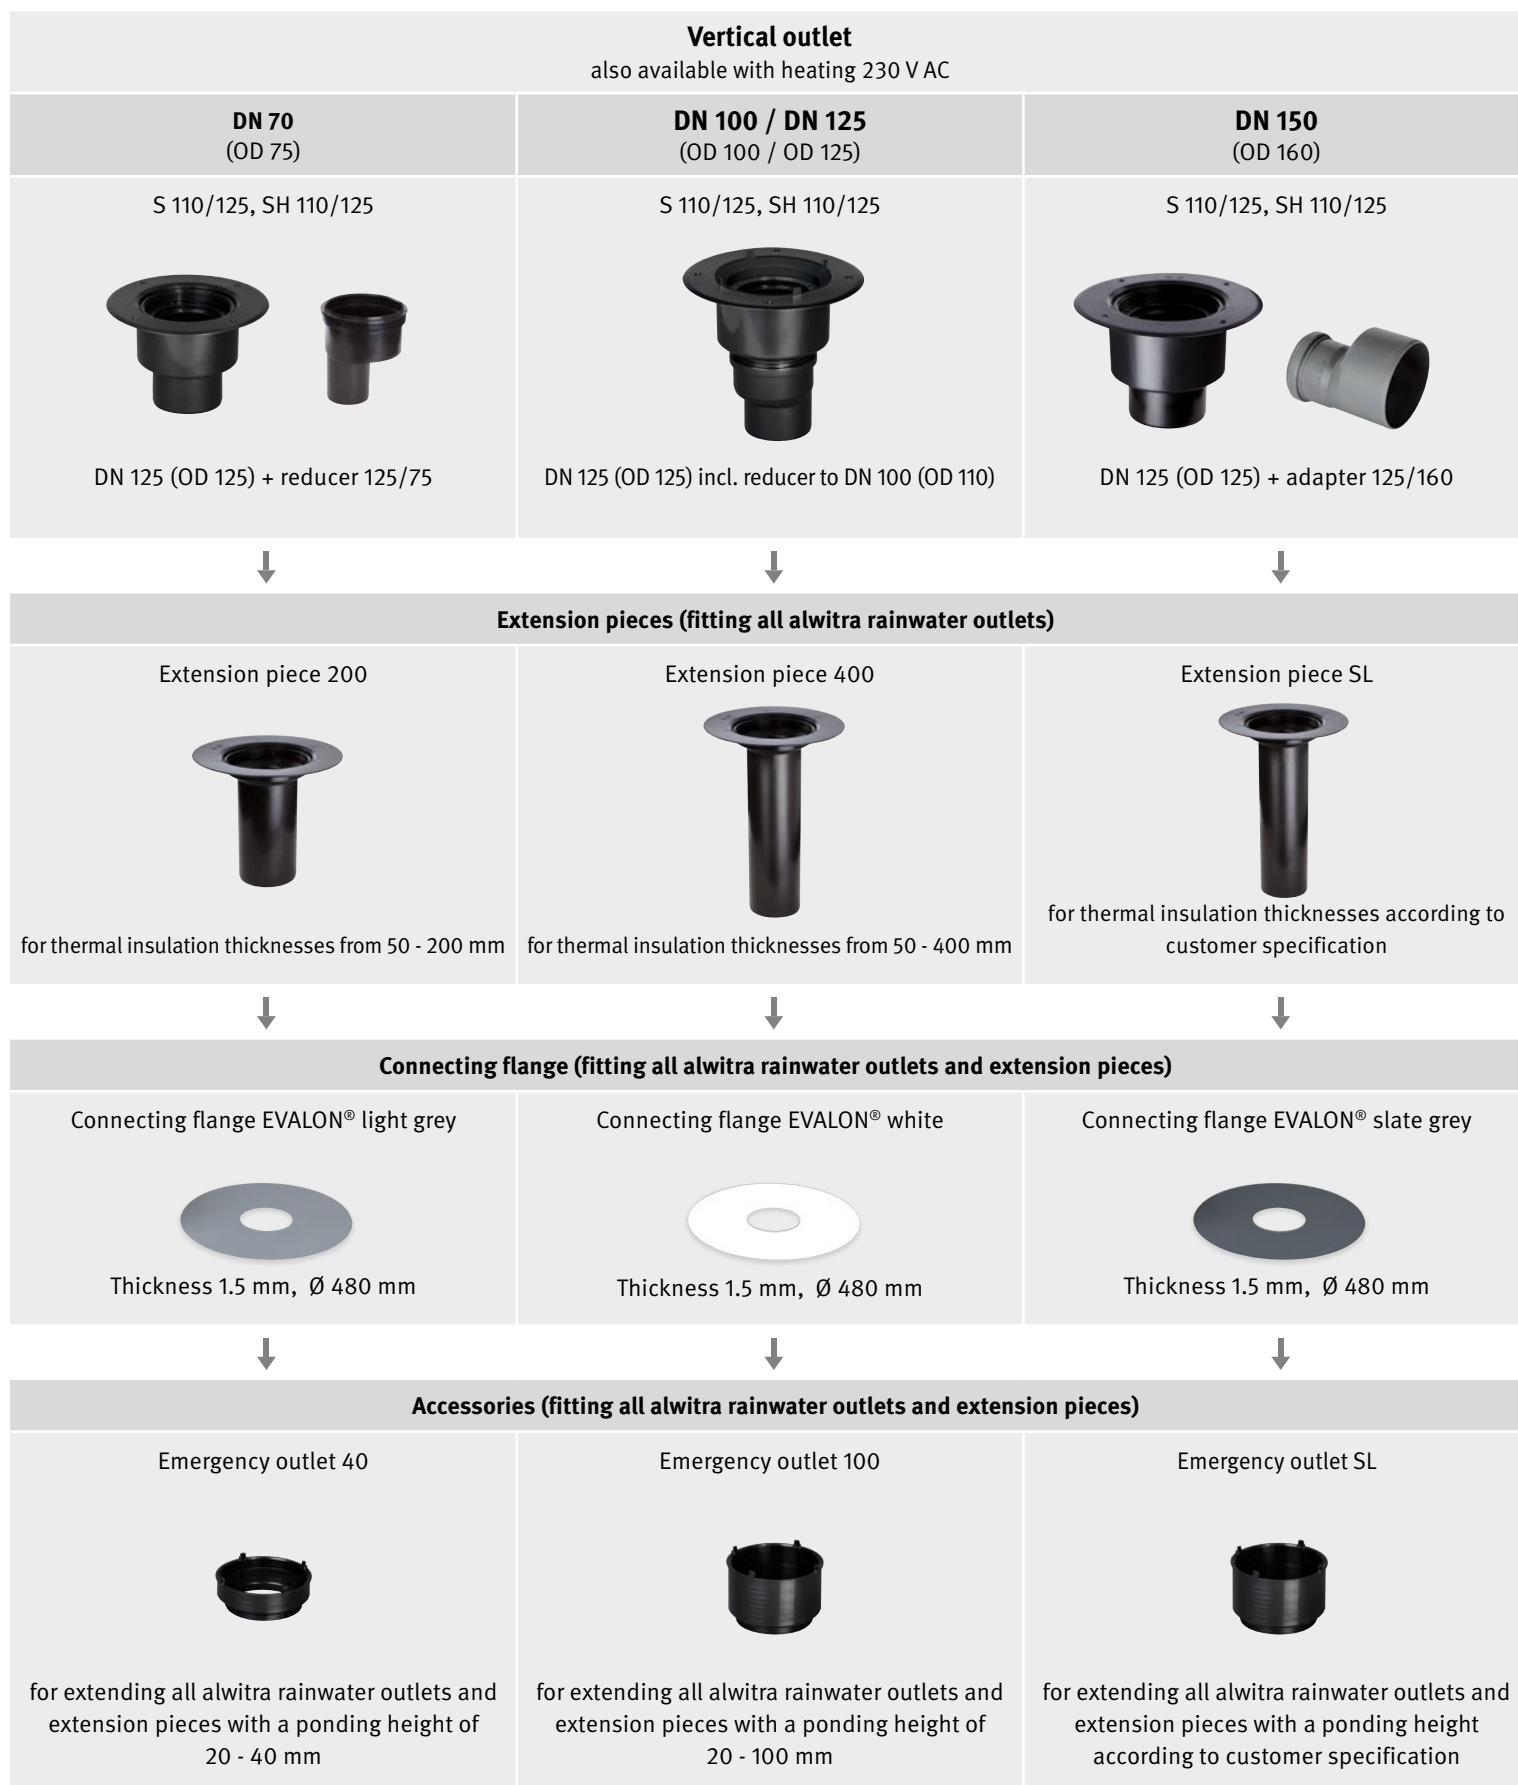 Vertical outlet
also available with heating 230 V AC
DN 70
(OD 75)
DN 100 / DN 125
(OD 100 / OD 125)
DN 150
(OD 160)
S 110/125, SH 110/125
S 110/125, SH 110/125
S 110/125, SH 110/125
DN 125 (OD 125) + reducer 125/75
DN 125 (OD 125) incl. reducer to DN 100 (OD 110)
DN 125 (OD 125) + adapter 125/160
Extension pieces (fitting all alwitra rainwater outlets)
Extension piece 200
Extension piece 400
Extension piece SL
for thermal insulation thicknesses from 50 - 200 mm
for thermal insulation thicknesses from 50 - 400 mm
for thermal insulation thicknesses according to
customer specification
Connecting flange (fitting all alwitra rainwater outlets and extension pieces)
Connecting flange EVALON® light grey
Connecting flange EVALON® white
Connecting flange EVALON® slate grey
Thickness 1.5 mm, Ø 480 mm
Thickness 1.5 mm, Ø 480 mm
Thickness 1.5 mm, Ø 480 mm
Accessories (fitting all alwitra rainwater outlets and extension pieces)
Emergency outlet 40
Emergency outlet 100
Emergency outlet SL
for extending all alwitra rainwater outlets and
extension pieces with a ponding height of
20 - 40 mm
for extending all alwitra rainwater outlets and
extension pieces with a ponding height of
20 - 100 mm
for extending all alwitra rainwater outlets and
extension pieces with a ponding height
according to customer specification